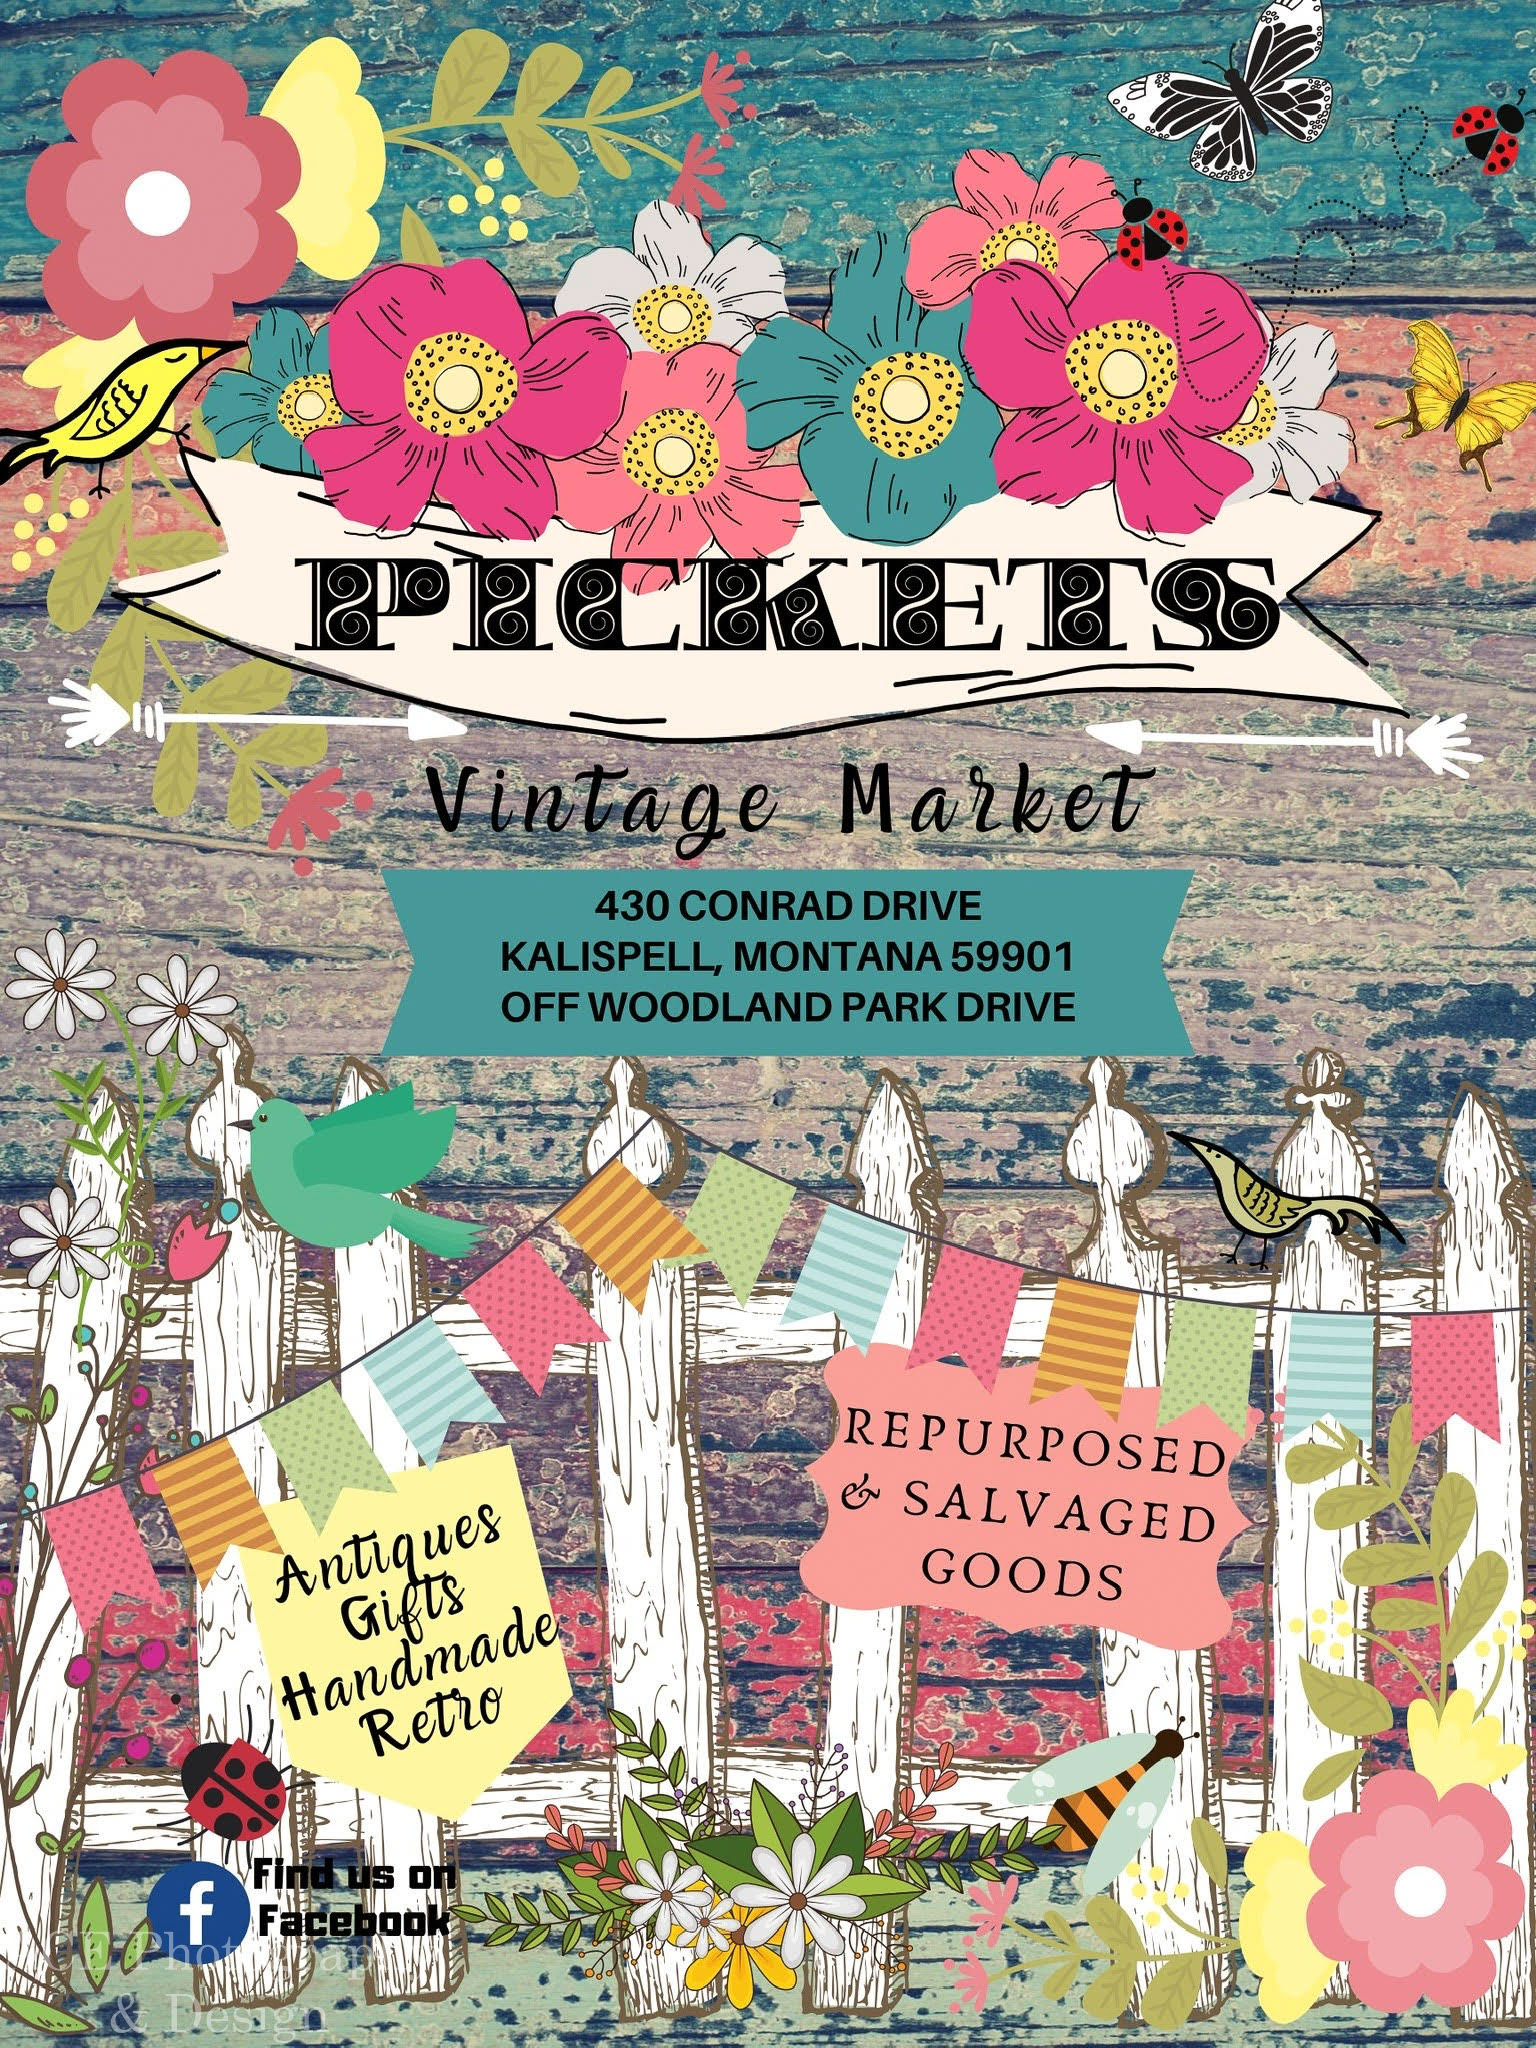 PICKETS
Vintage Market
430 CONRAD DRIVE
KALISPELL, MONTANA 59901
OFF WOODLAND PARK DRIVE
REPURPOSED
& SALVAGED
GOODS
Antiques
Gifts
Handmade
Retro
Find us on
Facebook
& Design